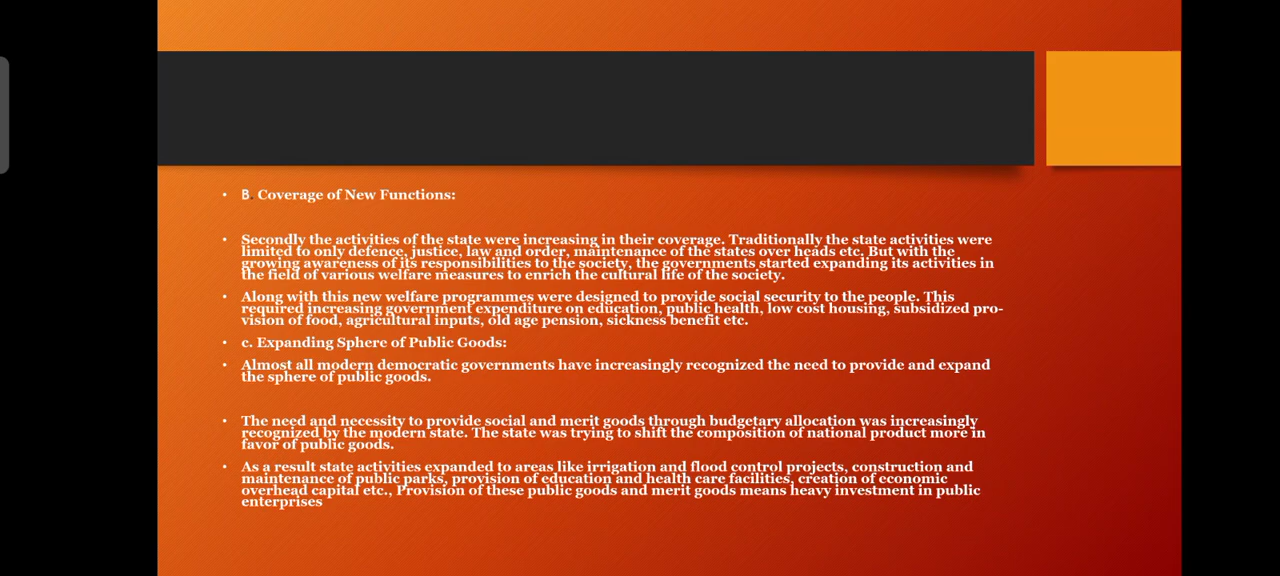 • B. Coverage of New Functions:
• Secondly the activities of the state were increasing in their coverage. Traditionally the state activities were
limited to only defence, justice, law and order, maintenance of the states over heads etc. But with the
growing awareness of its responsibilities to the society, the governments started expanding its activities in
the field of various welfare measures to enrich the cultural life of the society.
• Along with this new welfare programmes were designed to provide social security to the people. This
required increasing government expenditure on education, public health, low cost housing, subsidized pro-
vision of food, agricultural inputs, old age pension, sickness benefit etc.
• c. Expanding Sphere of Public Goods:
• Almost all modern democratic governments have increasingly recognized the need to provide and expand
the sphere of public goods.
• The need and necessity to provide social and merit goods through budgetary allocation was increasingly
recognized by the modern state. The state was trying to shift the composition of national product more in
favor of public goods.
• As a result state activities expanded to areas like irrigation and flood control projects, construction and
maintenance of public parks, provision of education and health care facilities, creation of economic
overhead capital etc., Provision of these public goods and merit goods means heavy investment in public
enterprises